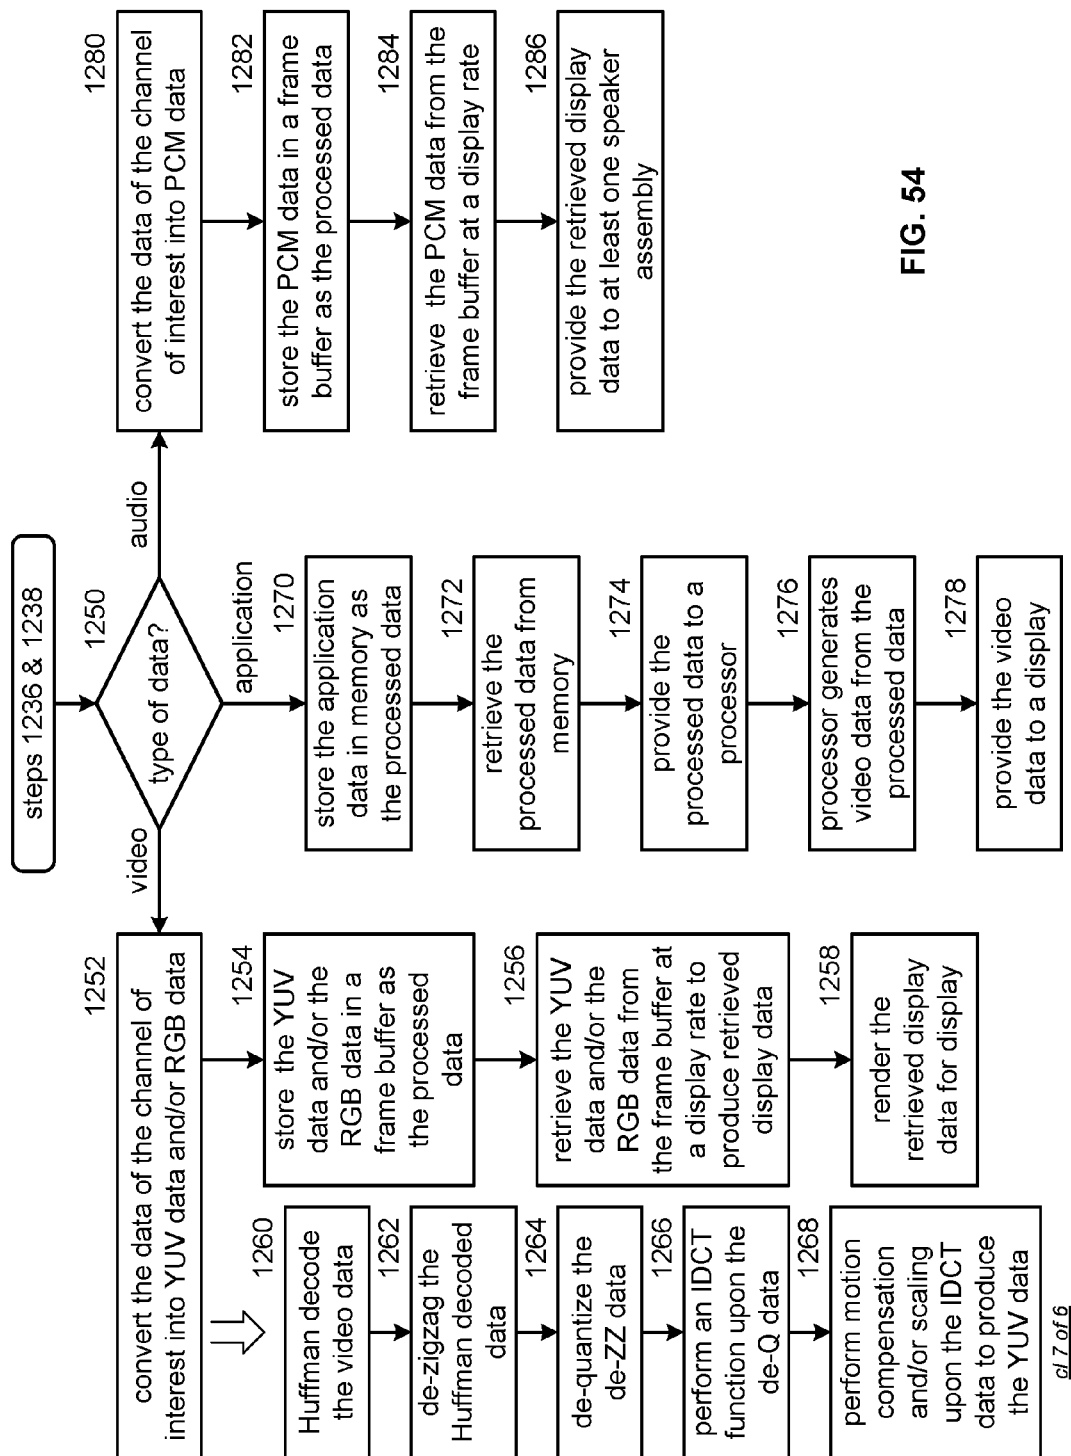 steps 1236 & 1238
1250
type of data?
video
application
audio
1252
convert the data of the channel of
interest into YUV data and/or RGB data
1254
store the YUV
data and/or the
RGB data in a
frame buffer as
the processed
data
1256
retrieve the YUV
data and/or the
RGB data from
the frame buffer at
a display rate to
produce retrieved
display data
1258
render the
retrieved display
data for display
1260
Huffman decode
the video data
1262
de-zigzag the
Huffman decoded
data
1264
de-quantize the
de-ZZ data
1266
perform an IDCT
function upon the
de-Q data
1268
perform motion
compensation
and/or scaling
upon the IDCT
data to produce
the YUV data
1270
store the application
data in memory as
the processed data
1272
retrieve the
processed data from
memory
1274
provide the
processed data to a
processor
1276
processor generates
video data from the
processed data
1278
provide the video
data to a display
1280
convert the data of the channel
of interest into PCM data
1282
store the PCM data in a frame
buffer as the processed data
1284
retrieve the PCM data from the
frame buffer at a display rate
1286
provide the retrieved display
data to at least one speaker
assembly
FIG. 54
cl 7 of 6